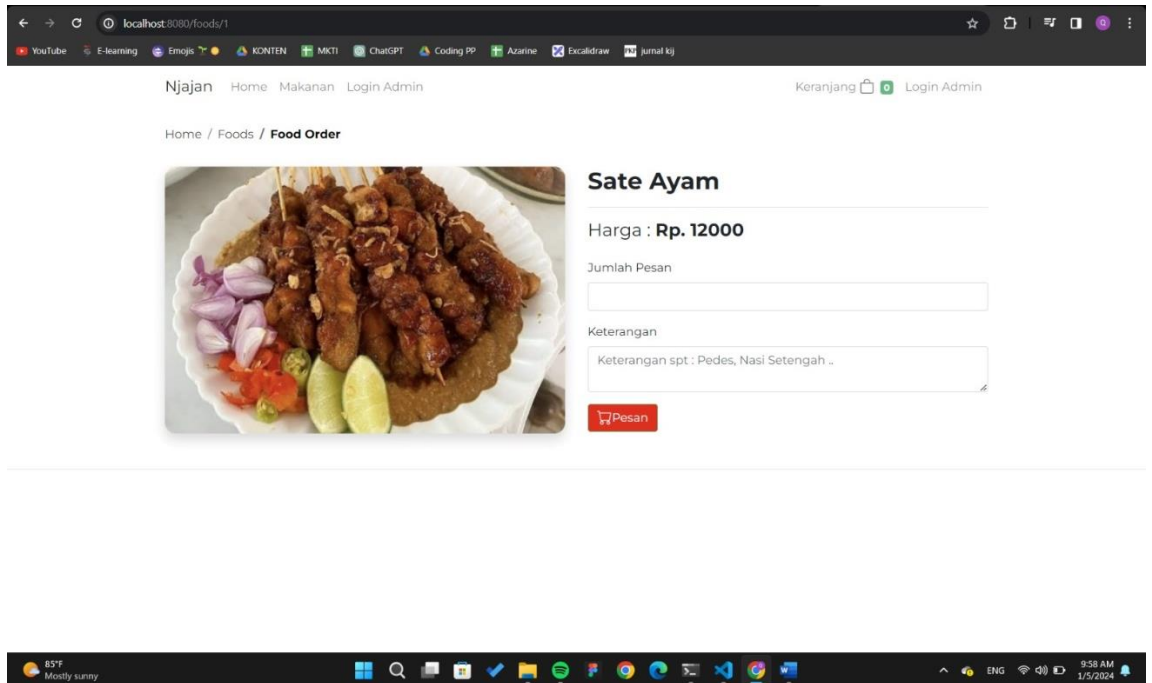 localhost:8080/foods/1
YouTube E-learning Emojis KONTEN MKTI ChatGPT Coding PP Azarine Excalidraw jurnal kij
Njajan Home Makanan Login Admin Keranjang 0 Login Admin
Home / Foods / Food Order
Sate Ayam
Harga : Rp. 12000
Jumlah Pesan
Keterangan
Keterangan spt : Pedes, Nasi Setengah ..
Pesan
85°F
Mostly sunny
ENG
9:58 AM
1/5/2024